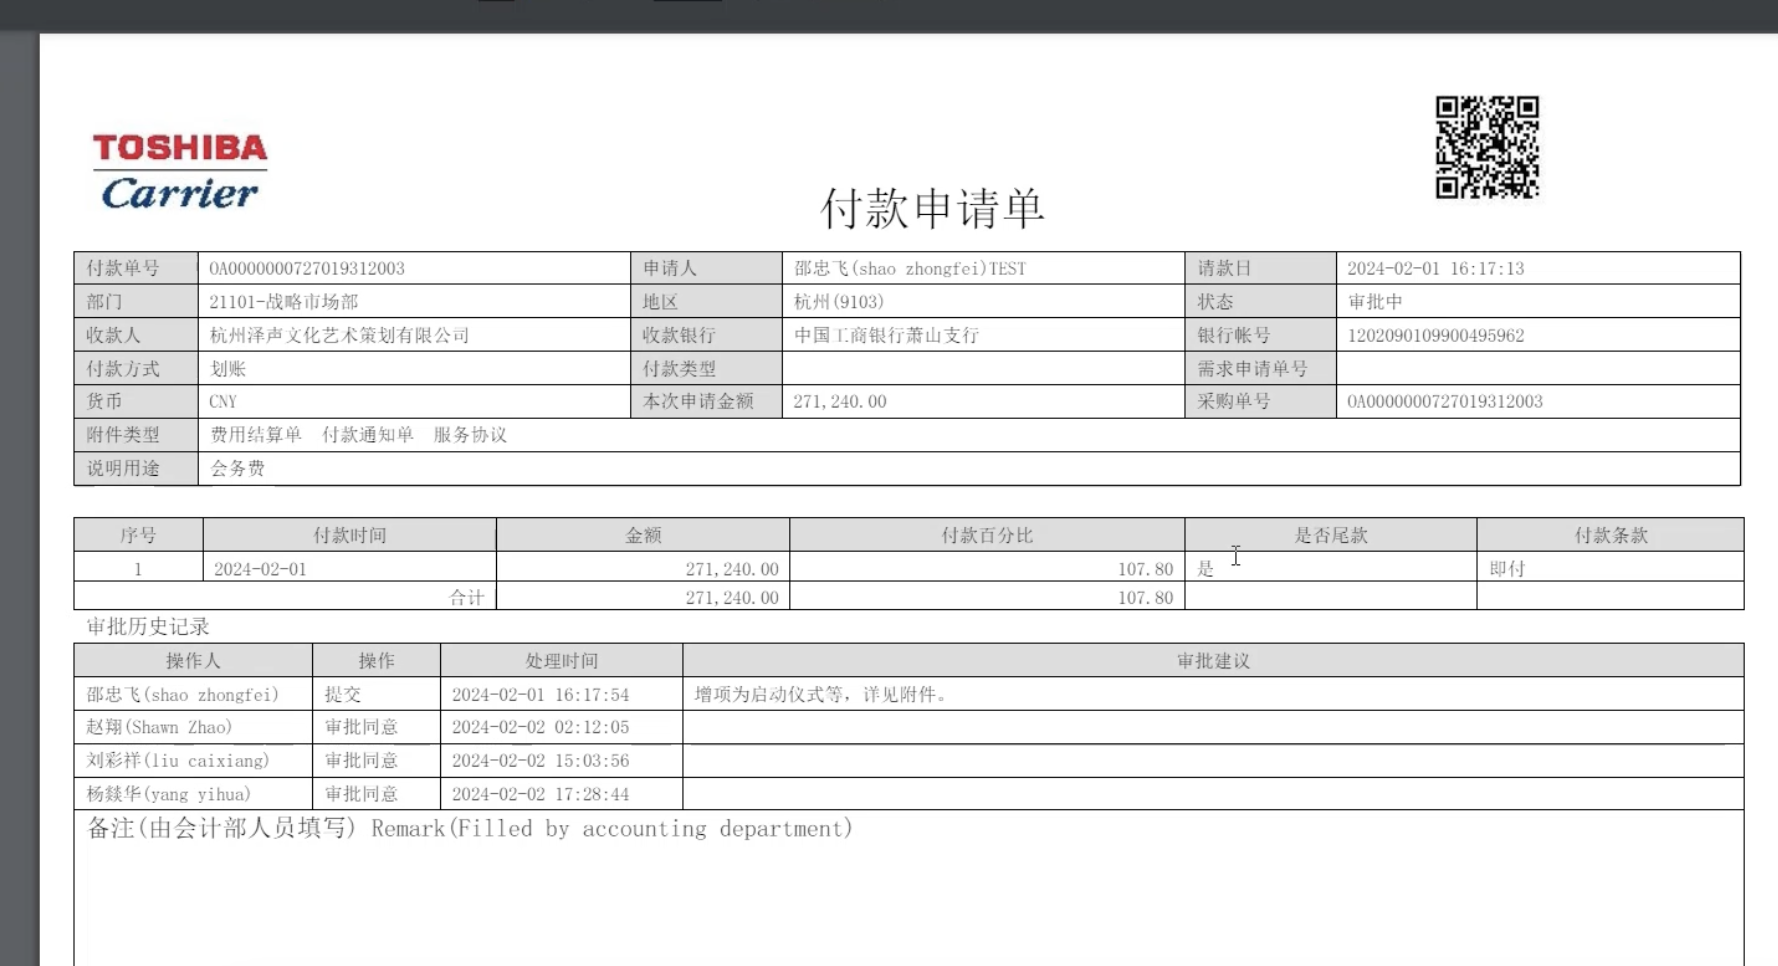 TOSHIBA
Carrier
付款申请单
付款单号 OA0000000727019312003 申请人 邵忠飞(shao zhongfei)TEST 请款日 2024-02-01 16:17:13
部门 21101-战略市场部 地区 杭州(9103) 状态 审批中
收款人 杭州泽声文化艺术策划有限公司 收款银行 中国工商银行萧山支行 银行帐号 1202090109900495962
付款方式 划账 付款类型 需求申请单号
货币 CNY 本次申请金额 271,240.00 采购单号 OA0000000727019312003
附件类型 费用结算单 付款通知单 服务协议
说明用途 会务费
序号 付款时间 金额 付款百分比 是否尾款 付款条款
1 2024-02-01 271,240.00 107.80 是 即付
合计 271,240.00 107.80
审批历史记录
操作人 操作 处理时间 审批建议
邵忠飞(shao zhongfei) 提交 2024-02-01 16:17:54 增项为启动仪式等，详见附件。
赵翔(Shawn Zhao) 审批同意 2024-02-02 02:12:05
刘彩祥(liu caixiang) 审批同意 2024-02-02 15:03:56
杨燚华(yang yihua) 审批同意 2024-02-02 17:28:44
备注(由会计部人员填写) Remark(Filled by accounting department)